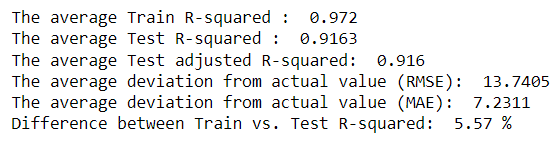 The average Train R-squared :  0.972
The average Test R-squared :  0.9163
The average Test adjusted R-squared:  0.916
The average deviation from actual value (RMSE):  13.7405
The average deviation from actual value (MAE):  7.2311
Difference between Train vs. Test R-squared:  5.57 %